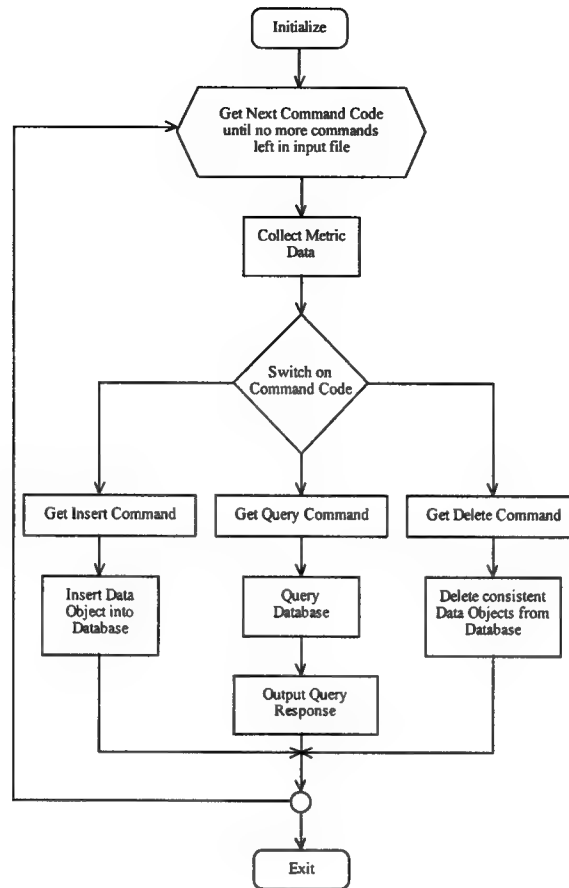 Initialize
Get Next Command Code
until no more commands
left in input file
Collect Metric
Data
Switch on
Command Code
Get Insert Command
Get Query Command
Get Delete Command
Insert Data
Object into
Database
Query
Database
Delete consistent
Data Objects from
Database
Output Query
Response
Exit